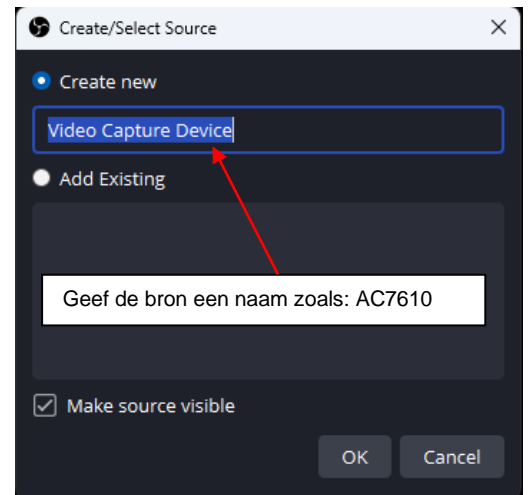 Create/Select Source
Create new
Video Capture Device
Add Existing
Geef de bron een naam zoals: AC7610
Make source visible
OK Cancel